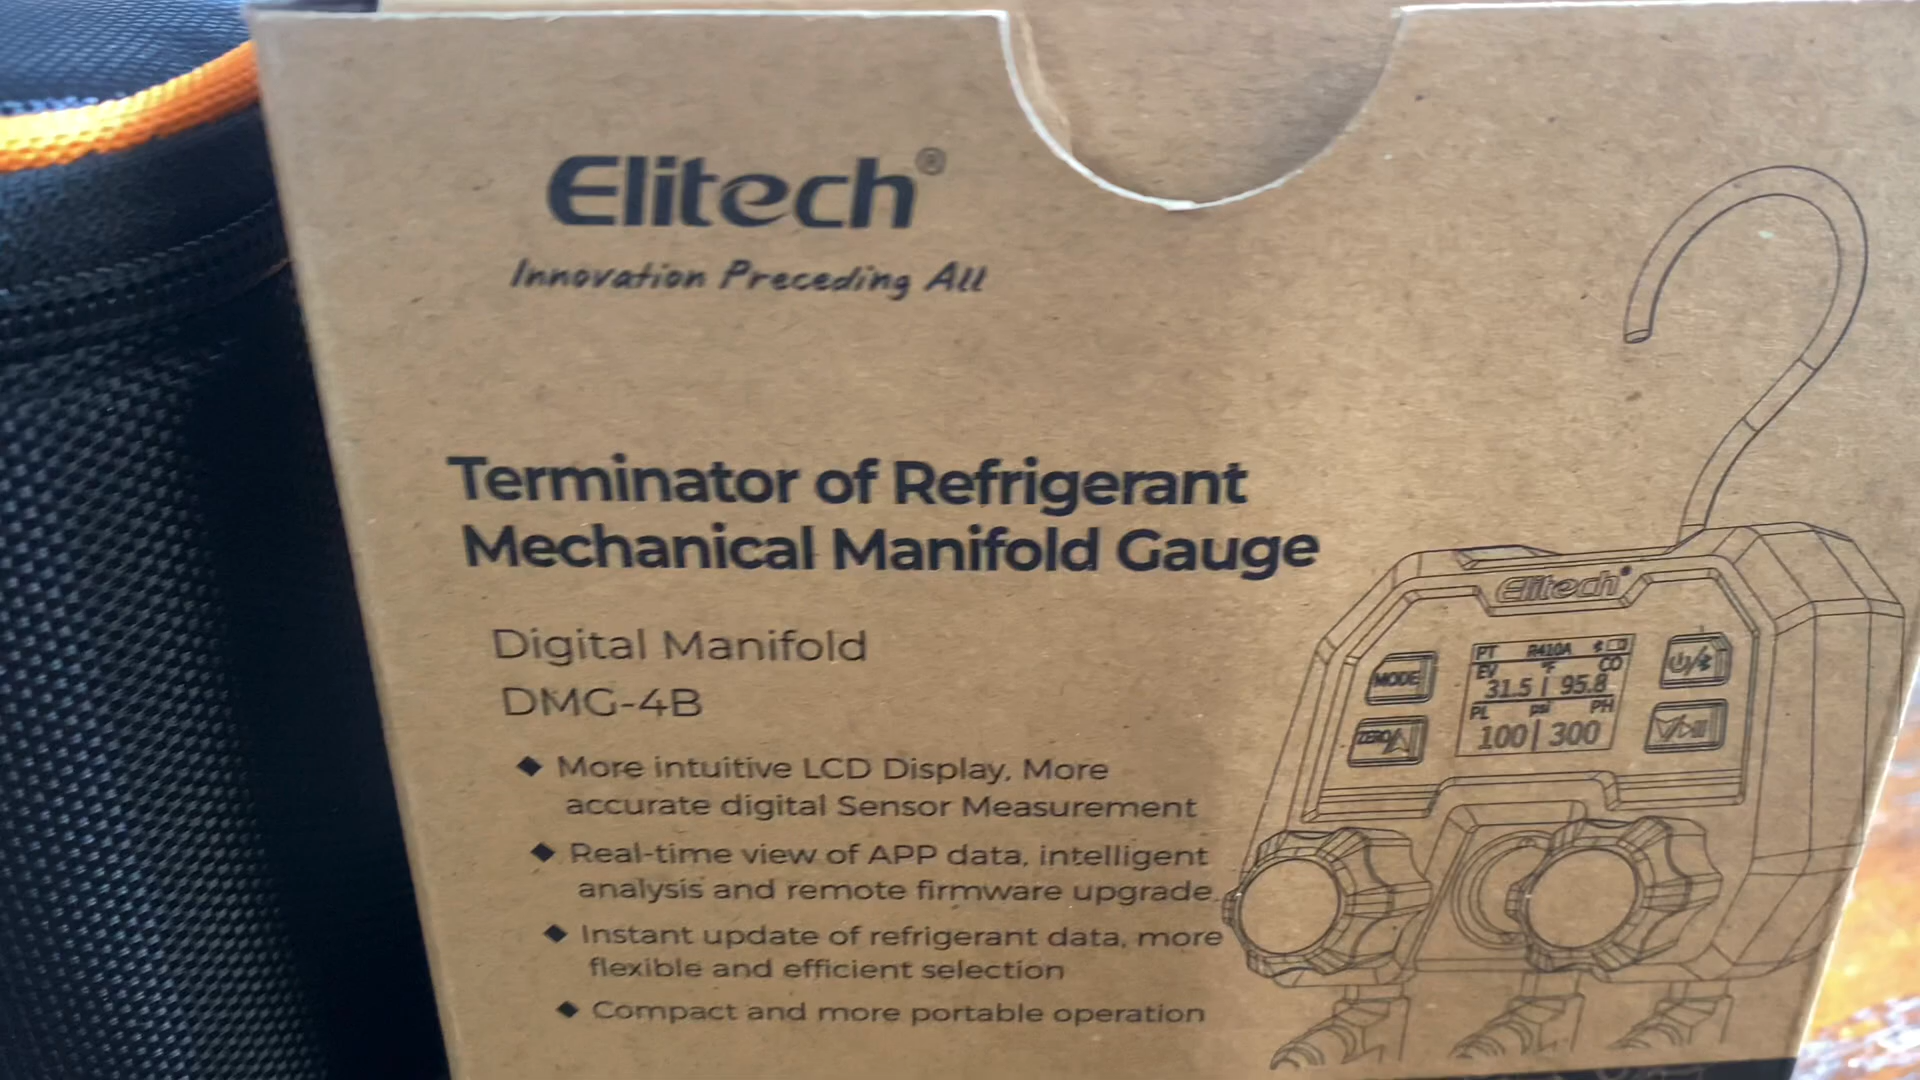 Elitech®
Innovation Preceding All
Terminator of Refrigerant
Mechanical Manifold Gauge
Digital Manifold
DMG-4B
◆ More intuitive LCD Display, More
accurate digital Sensor Measurement
◆ Real-time view of APP data, intelligent
analysis and remote firmware upgrade
◆ Instant update of refrigerant data, more
flexible and efficient selection
◆ Compact and more portable operation
Elitech
MODE
ZERO/
PT R410A
EV °F CO
31.5 | 95.8
PL psi PH
100 | 300